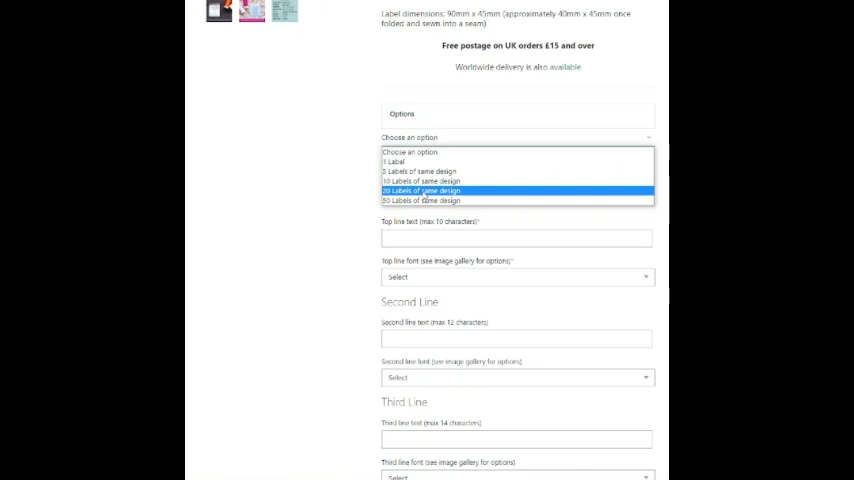 Label dimensions: 90mm x 45mm (approximately 40mm x 45mm once
folded and sewn into a seam)
Free postage on UK orders £15 and over
Worldwide delivery is also available
Options
Choose an option
Choose an option
1 Label
5 Labels of same design
10 Labels of same design
20 Labels of same design
50 Labels of same design
Top line text (max 10 characters)*
Top line font (see image gallery for options)*
Select
Second Line
Second line text (max 12 characters)
Second line font (see image gallery for options)
Select
Third Line
Third line text (max 14 characters)
Third line font (see image gallery for options)
Select